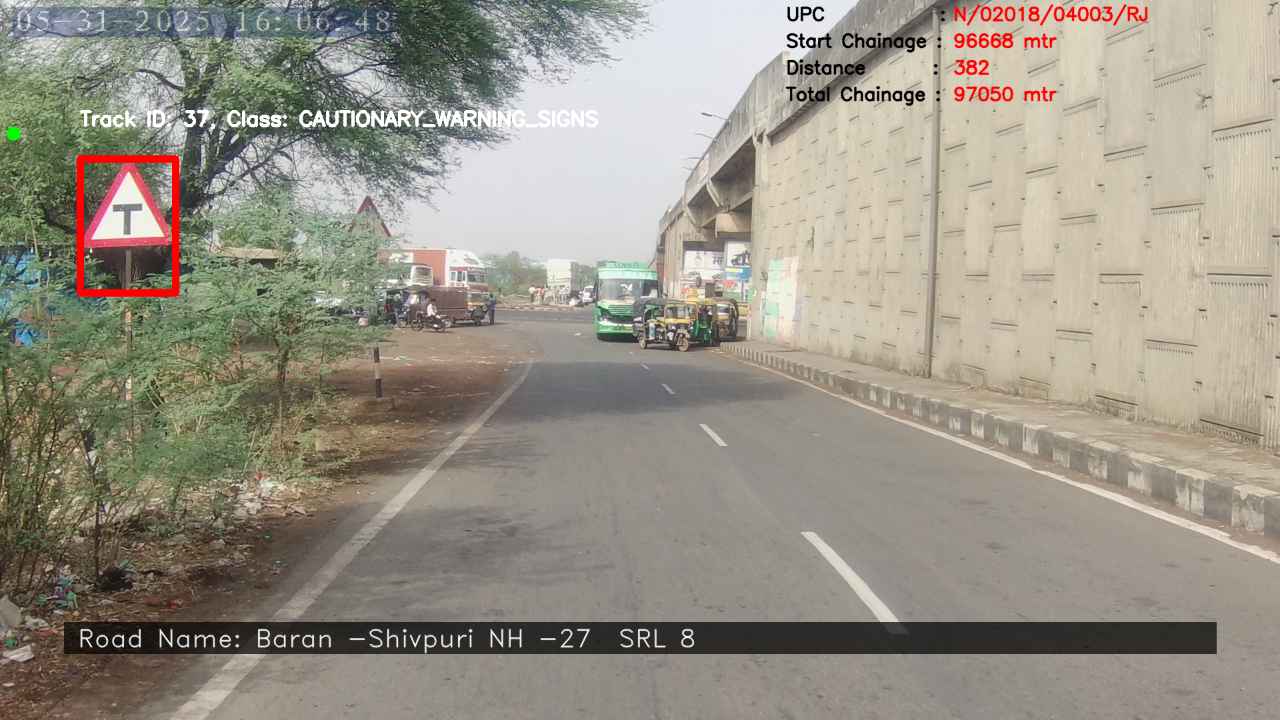 05-31-2025 16:06:48
UPC : N/02018/04003/RJ
Start Chainage : 96668 mtr
Distance : 382
Total Chainage : 97050 mtr
Track ID: 37, Class: CAUTIONARY_WARNING_SIGNS
T
Road Name: Baran -Shivpuri NH -27 SRL 8